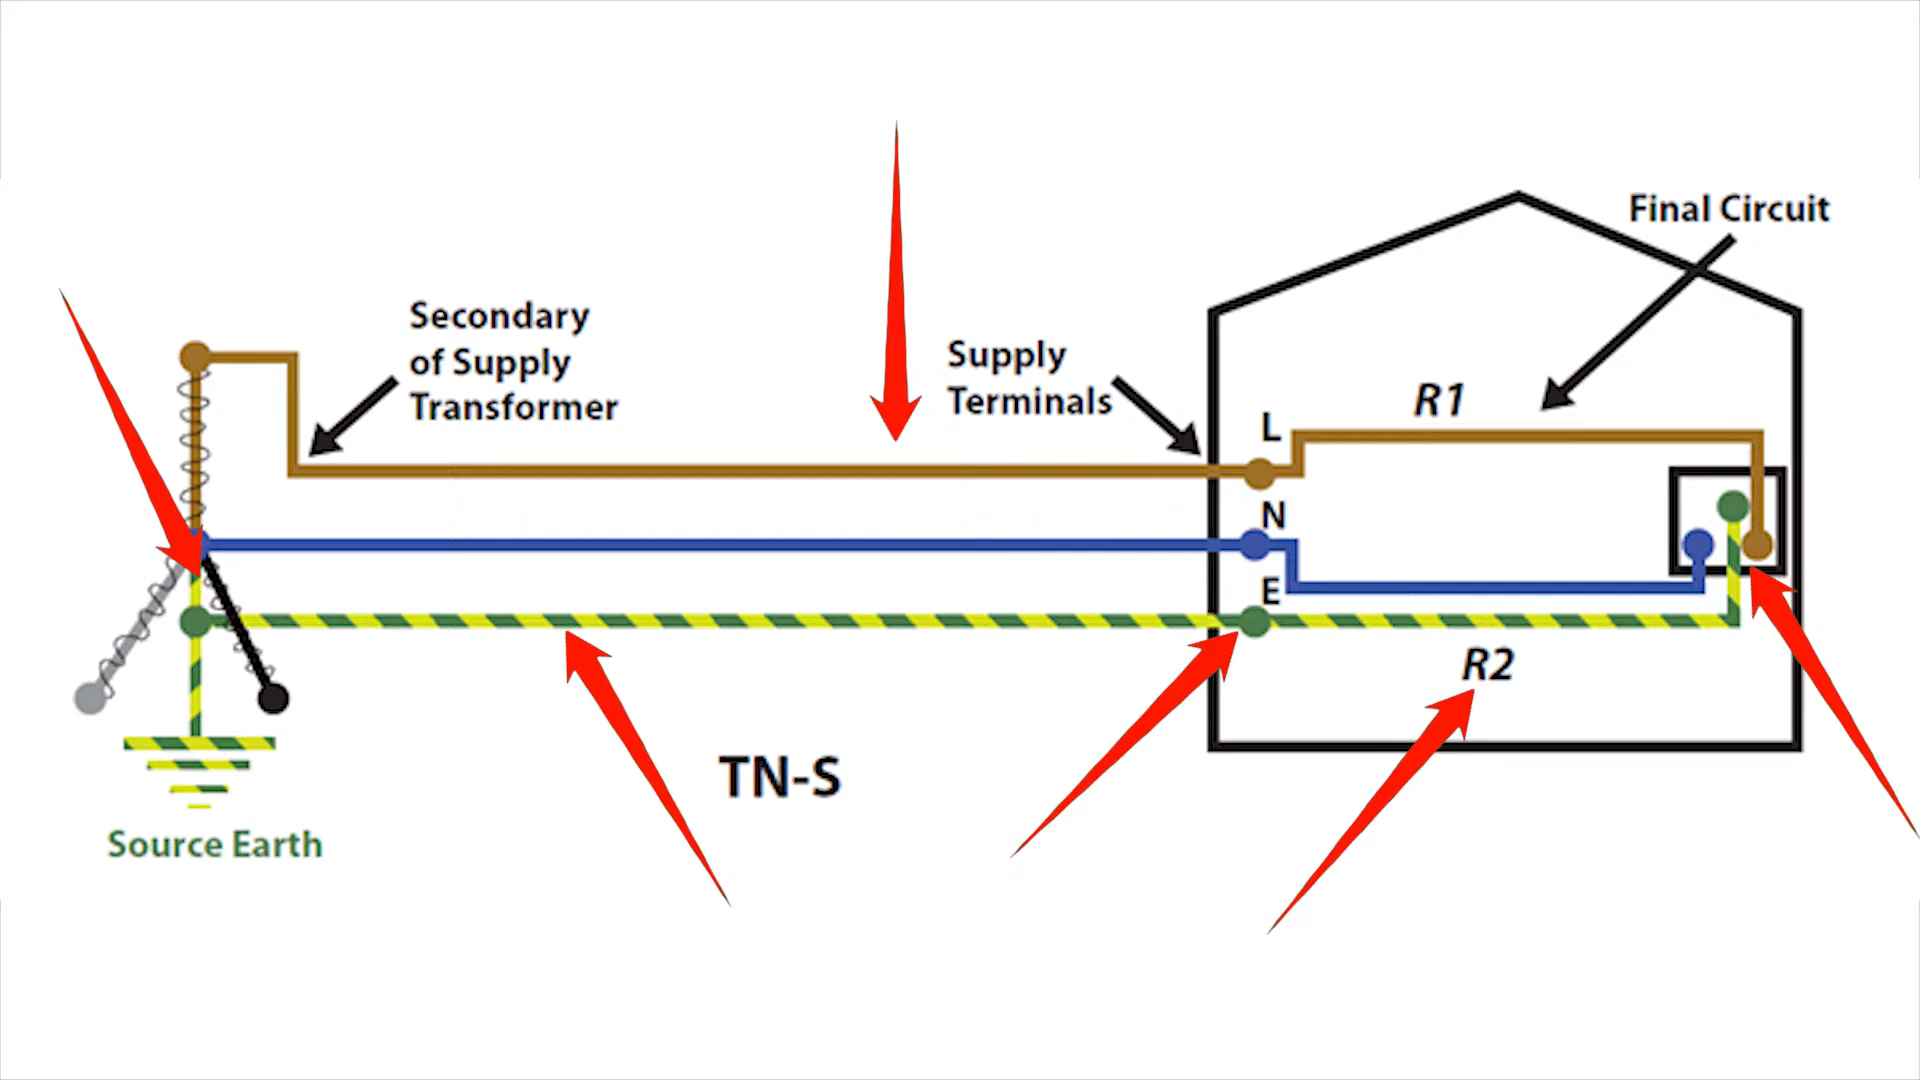 Final Circuit
Secondary
of Supply
Transformer
Supply
Terminals
R1
L
N
E
R2
TN-S
Source Earth